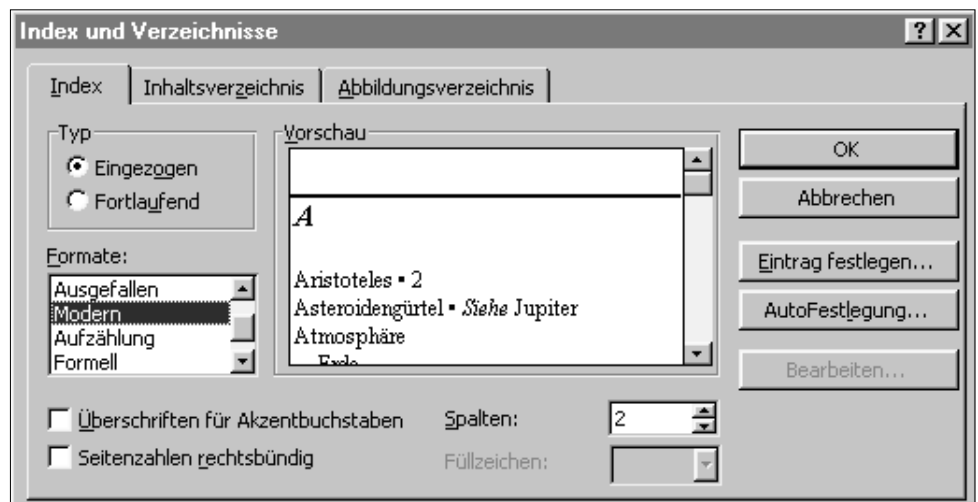 Index und Verzeichnisse
Index
Inhaltsverzeichnis
Abbildungsverzeichnis
Typ
Eingezogen
Fortlaufend
Formate:
Ausgefallen
Modern
Aufzählung
Formell
Vorschau
A
Aristoteles ▪ 2
Asteroidengürtel ▪ Siehe Jupiter
Atmosphäre
Erde
OK
Abbrechen
Eintrag festlegen...
AutoFestlegung...
Bearbeiten...
Überschriften für Akzentbuchstaben
Seitenzahlen rechtsbündig
Spalten: 2
Füllzeichen: